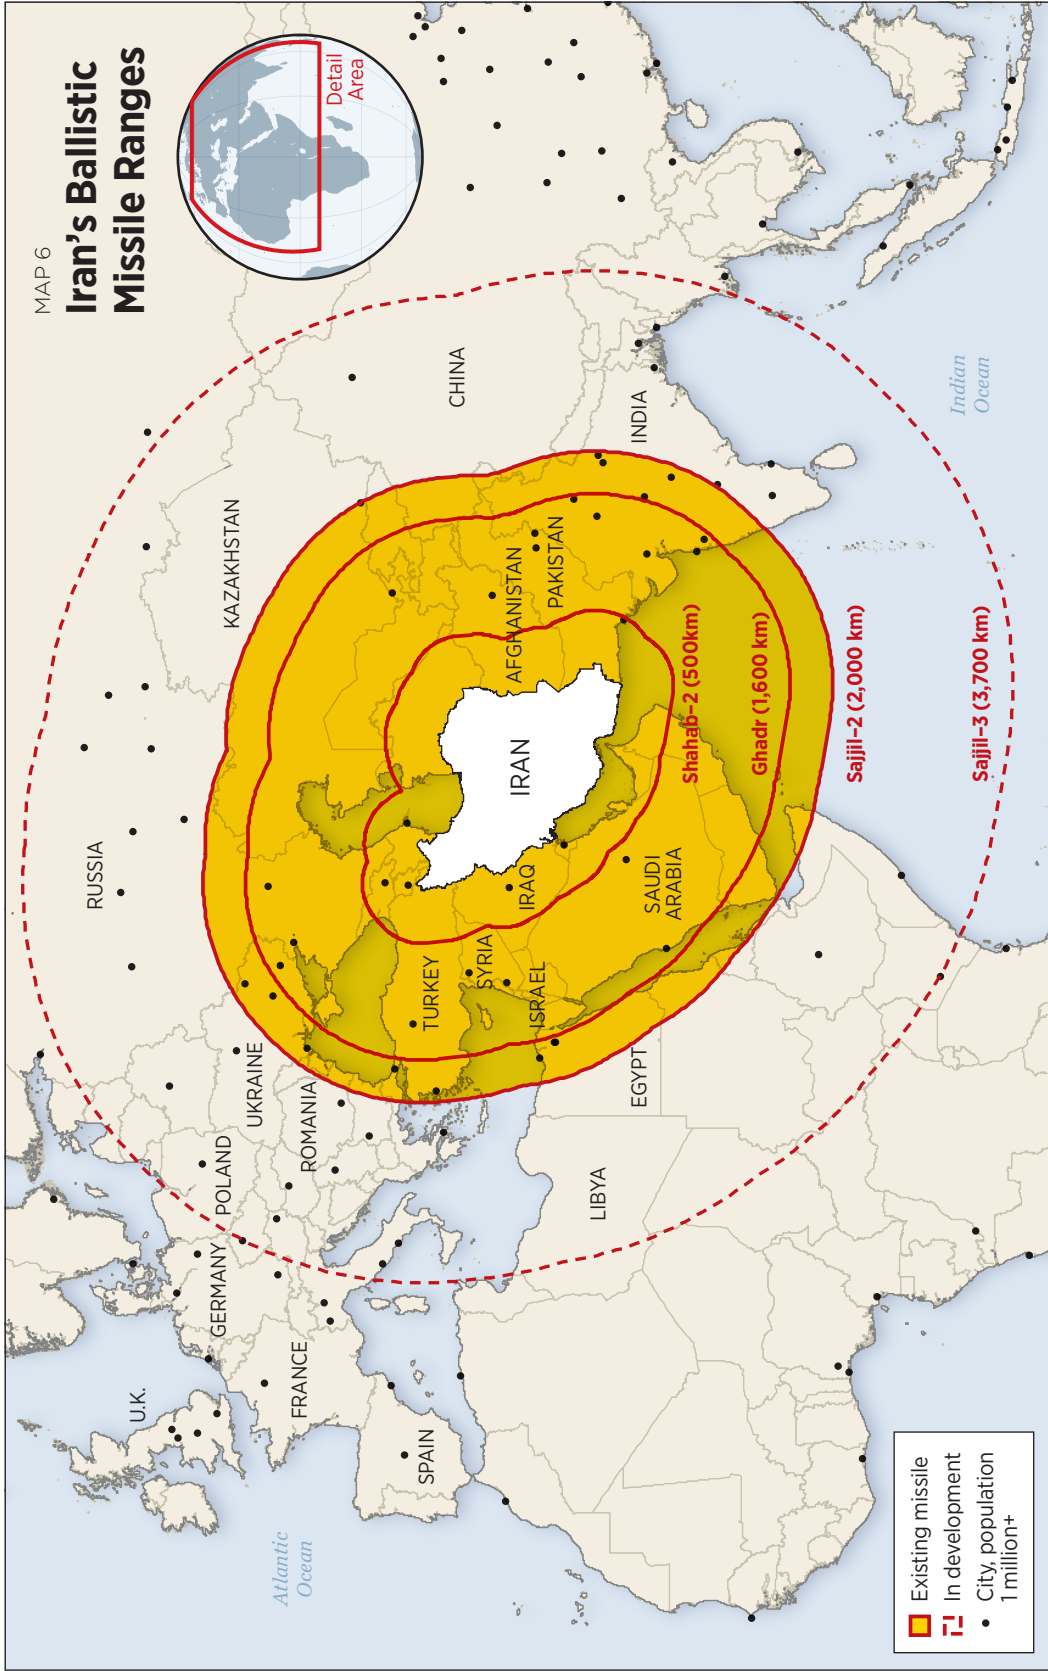 MAP 6
Iran's Ballistic
Missile Ranges
Detail
Area
RUSSIA
KAZAKHSTAN
CHINA
U.K.
GERMANY
POLAND
UKRAINE
FRANCE
ROMANIA
SPAIN
TURKEY
SYRIA
ISRAEL
IRAQ
IRAN
AFGHANISTAN
PAKISTAN
INDIA
LIBYA
EGYPT
SAUDI
ARABIA
Atlantic
Ocean
Indian
Ocean
Shahab-2 (500km)
Ghadr (1,600 km)
Sajjil-2 (2,000 km)
Sajjil-3 (3,700 km)
Existing missile
In development
City, population
1 million+